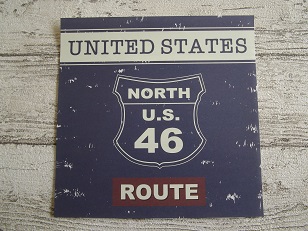 UNITED STATES
NORTH
U.S.
46
ROUTE